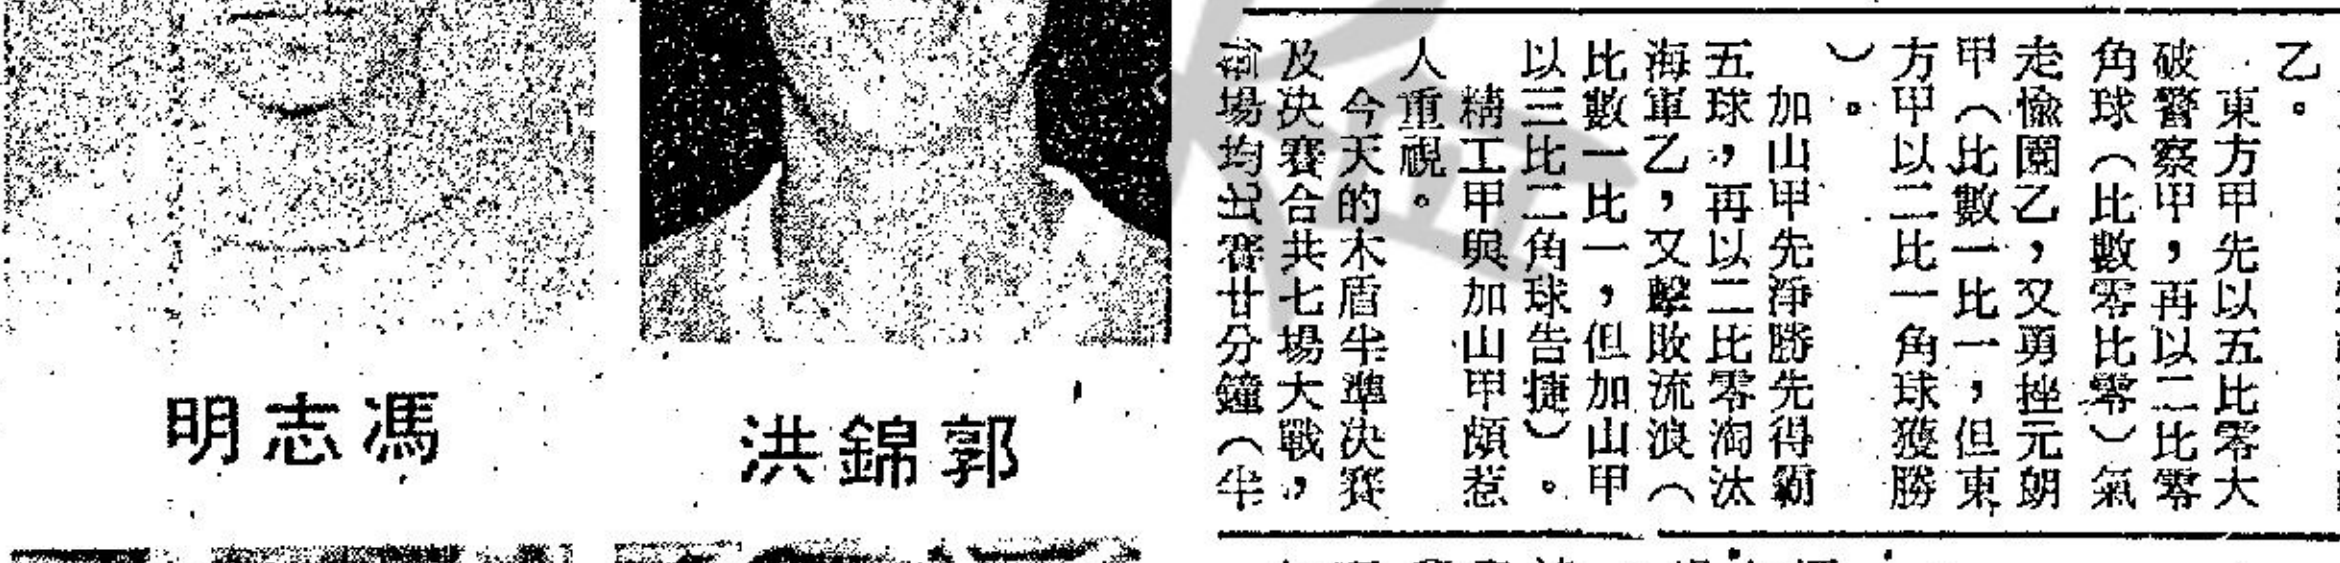 乙。
東方甲先以五比零大
破警察甲，再以二比零
角球（比數零比零）氣
走愉園乙，又勇挫元朗
甲（比數一比一，但東
方甲以二比一角球獲勝
）。
加山甲先淨勝先得霸
五球，再以二比零淘汰
海軍乙，又擊敗流浪（
比數一比一，但加山甲
以三比二角球告捷）。
精工甲與加山甲頗惹
人重視。
今天的木盾半準决賽
及决賽合共七場大戰，
場均賽廿分鐘（半
郭錦洪
馮志明